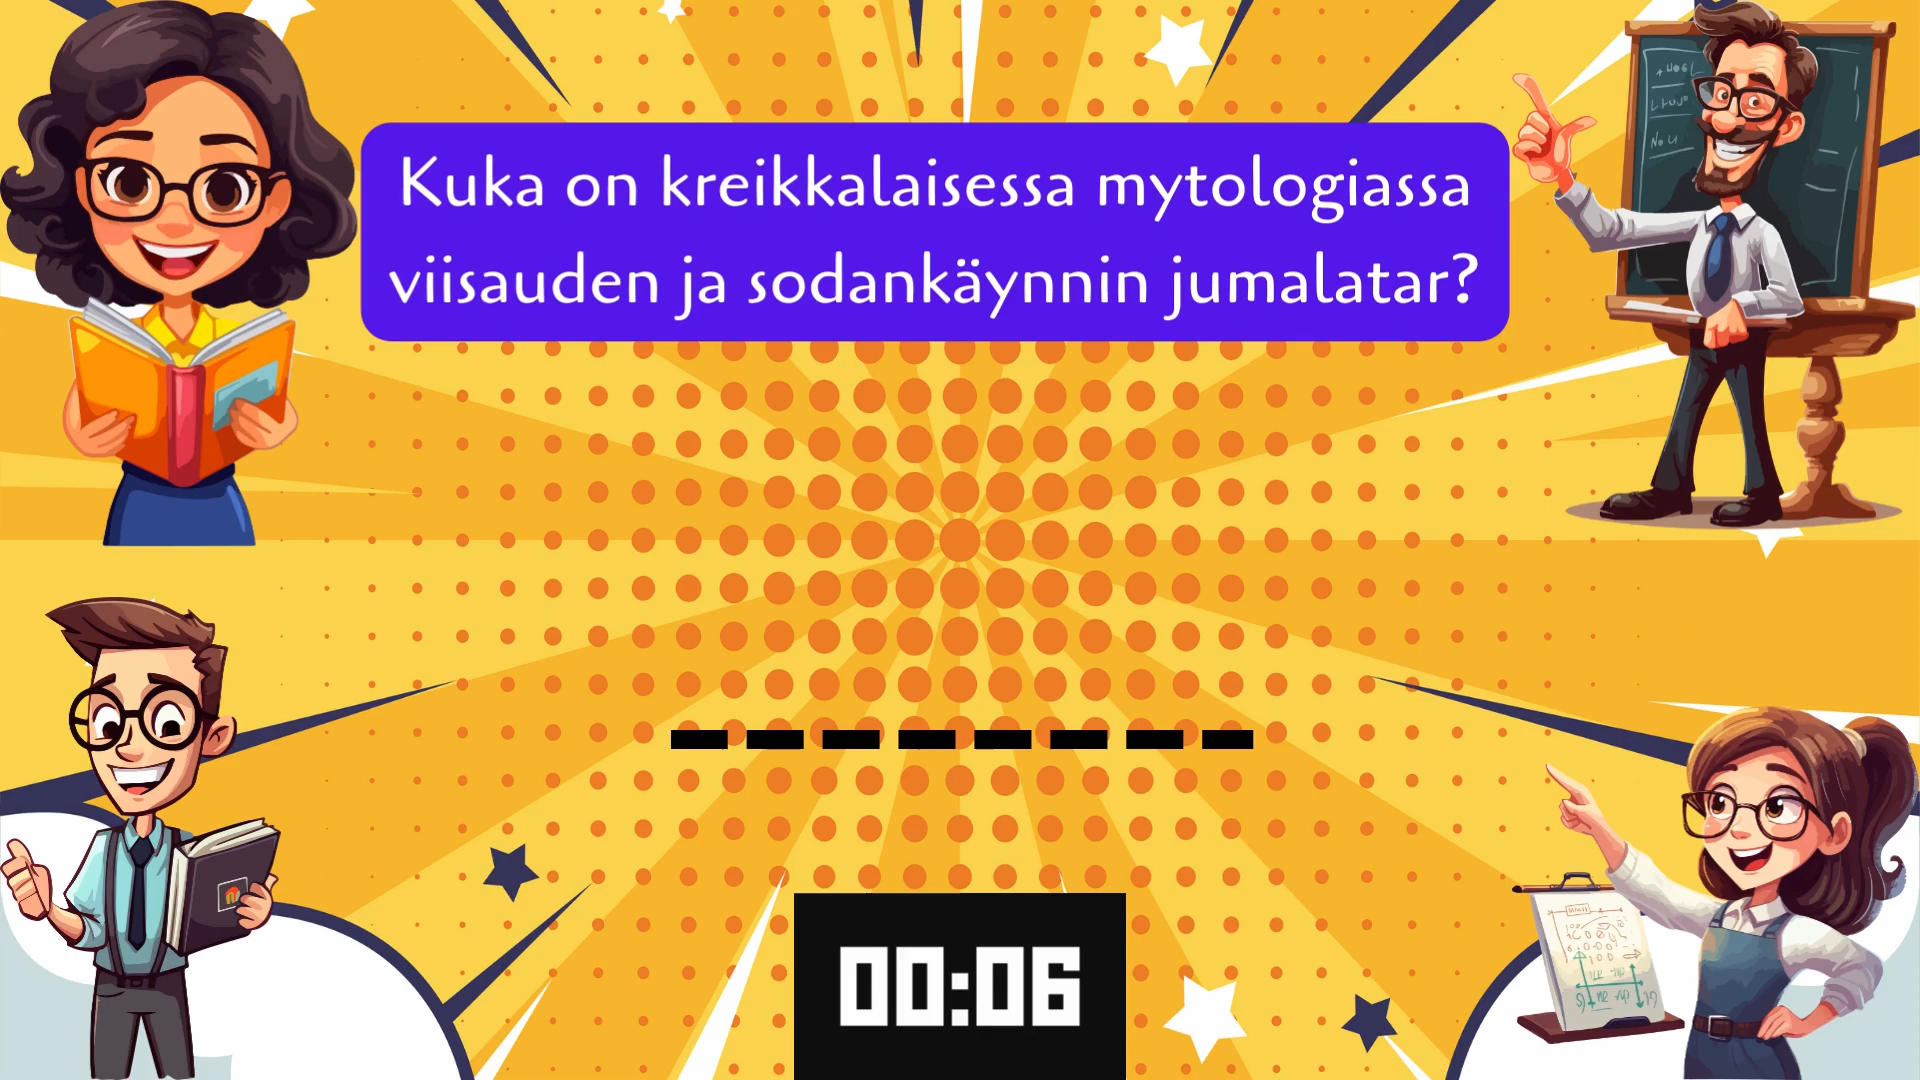 Kuka on kreikkalaisessa mytologiassa
viisauden ja sodankäynnin jumalatar?
_ _ _ _ _ _ _ _
00:06